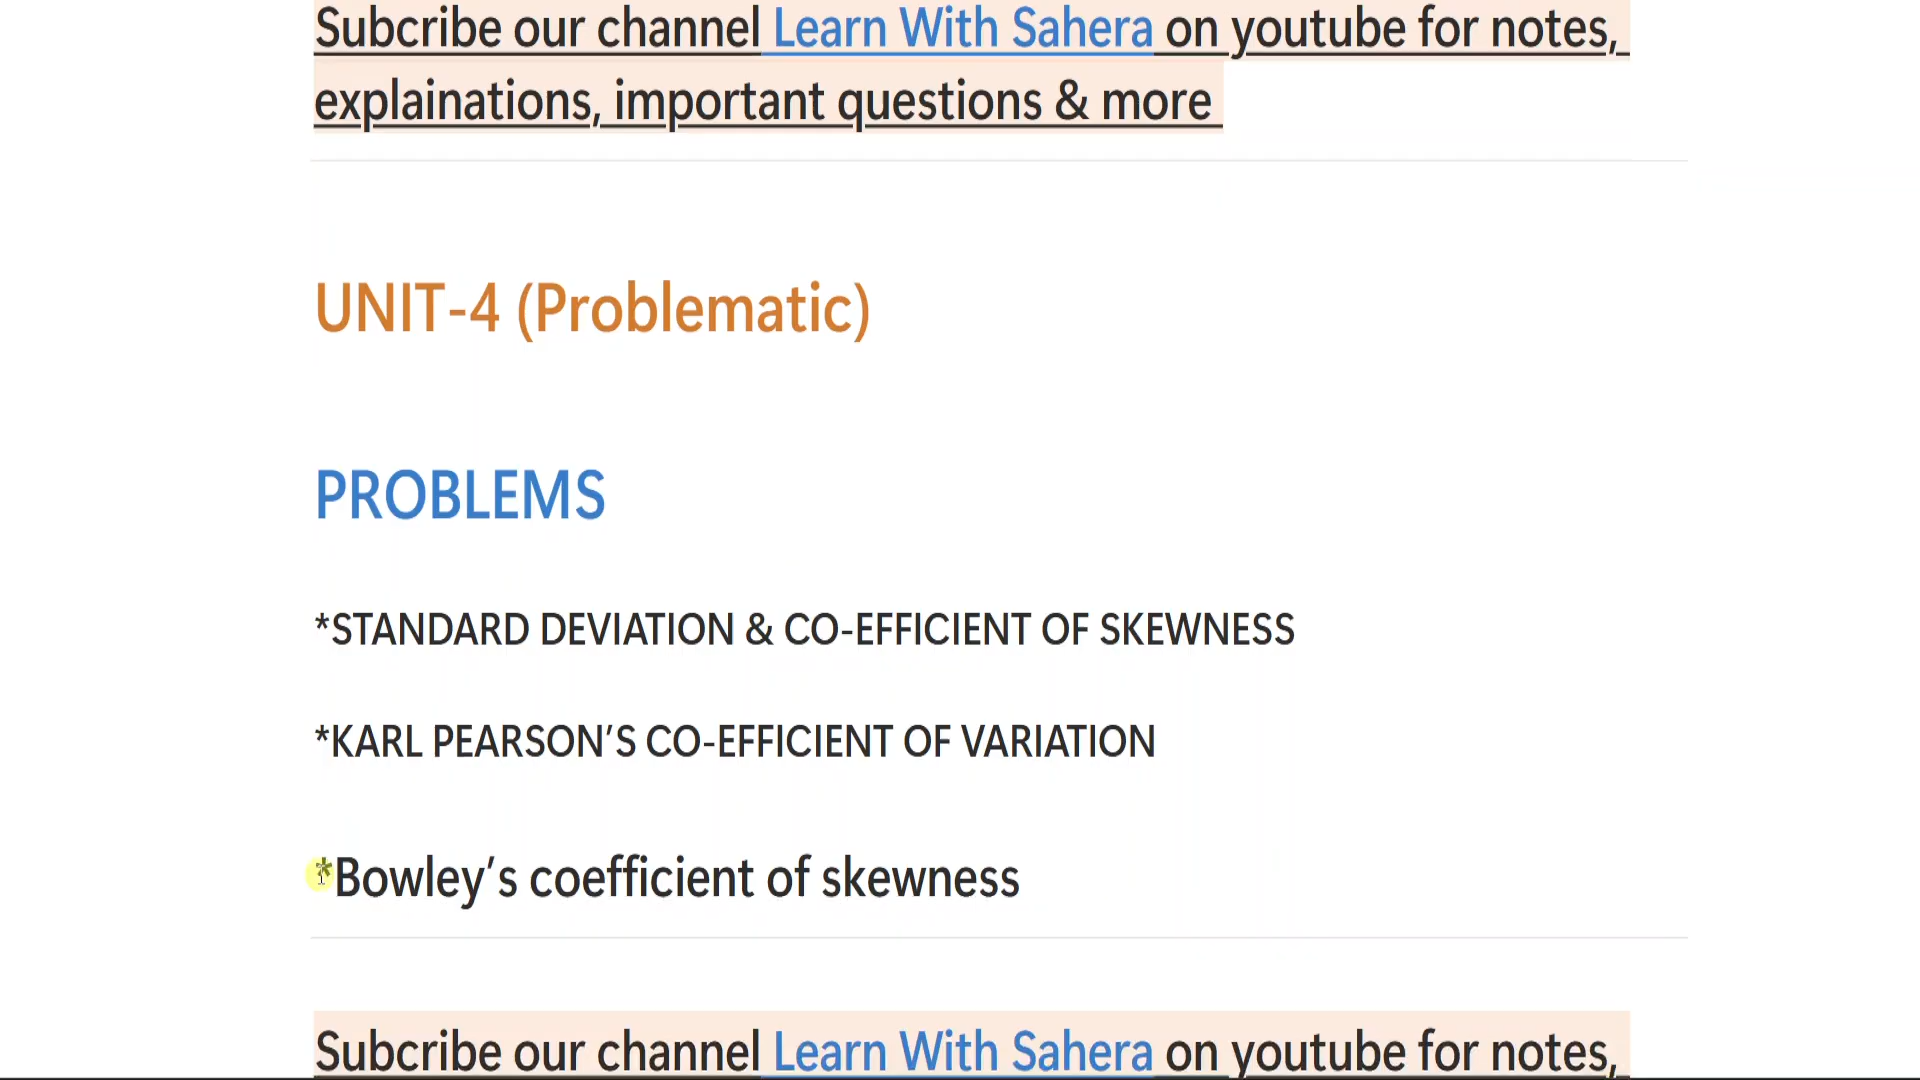 Subcribe our channel Learn With Sahera on youtube for notes,
explainations, important questions & more
UNIT-4 (Problematic)
PROBLEMS
*STANDARD DEVIATION & CO-EFFICIENT OF SKEWNESS
*KARL PEARSON’S CO-EFFICIENT OF VARIATION
*Bowley’s coefficient of skewness
Subcribe our channel Learn With Sahera on youtube for notes,